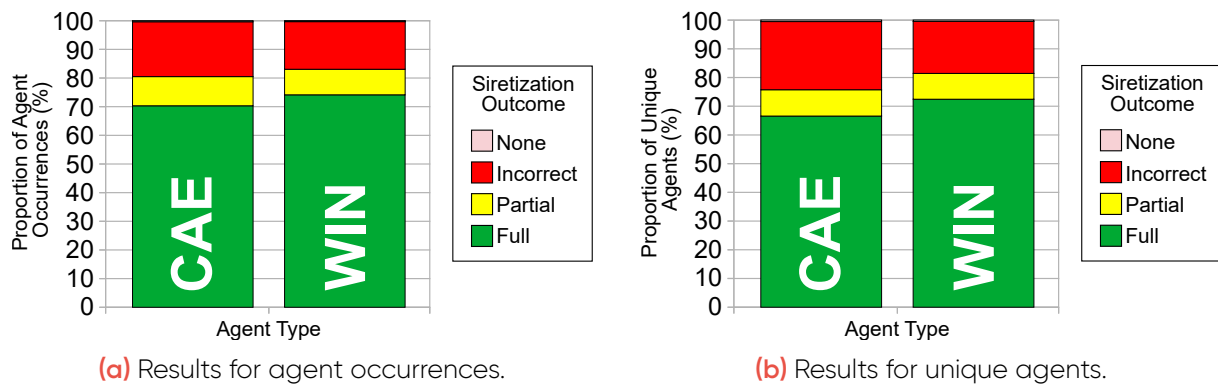 Proportion of Agent
Occurrences (%)
100
90
80
70
60
50
40
30
20
10
0
CAE
WIN
Agent Type
Siretization
Outcome
None
Incorrect
Partial
Full
(a) Results for agent occurrences.
Proportion of Unique
Agents (%)
100
90
80
70
60
50
40
30
20
10
0
CAE
WIN
Agent Type
Siretization
Outcome
None
Incorrect
Partial
Full
(b) Results for unique agents.